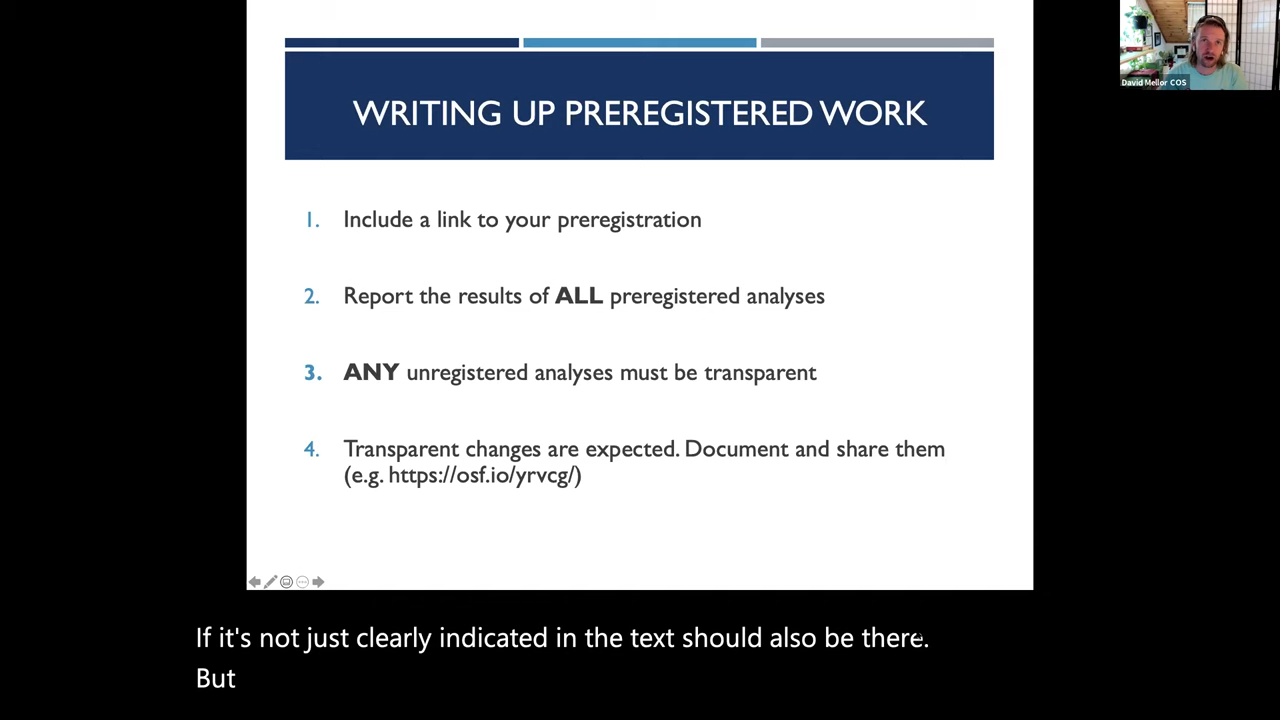 David Mellor COS
WRITING UP PREREGISTERED WORK
1. Include a link to your preregistration
2. Report the results of ALL preregistered analyses
3. ANY unregistered analyses must be transparent
4. Transparent changes are expected. Document and share them
(e.g. https://osf.io/yrvcg/)
If it's not just clearly indicated in the text should also be there.
But